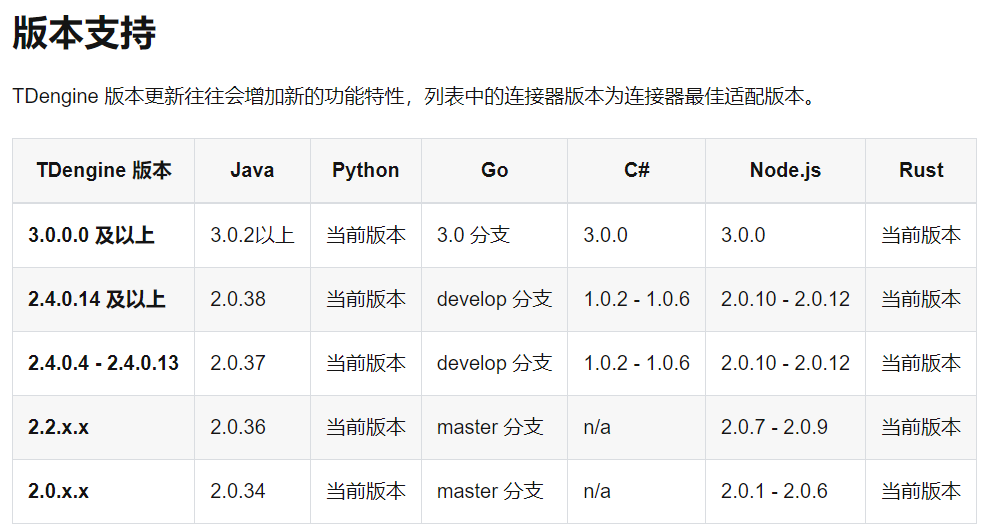 版本支持
TDengine 版本更新往往会增加新的功能特性，列表中的连接器版本为连接器最佳适配版本。
TDengine 版本 Java Python Go C# Node.js Rust
3.0.0.0 及以上 3.0.2以上 当前版本 3.0 分支 3.0.0 3.0.0 当前版本
2.4.0.14 及以上 2.0.38 当前版本 develop 分支 1.0.2 - 1.0.6 2.0.10 - 2.0.12 当前版本
2.4.0.4 - 2.4.0.13 2.0.37 当前版本 develop 分支 1.0.2 - 1.0.6 2.0.10 - 2.0.12 当前版本
2.2.x.x 2.0.36 当前版本 master 分支 n/a 2.0.7 - 2.0.9 当前版本
2.0.x.x 2.0.34 当前版本 master 分支 n/a 2.0.1 - 2.0.6 当前版本